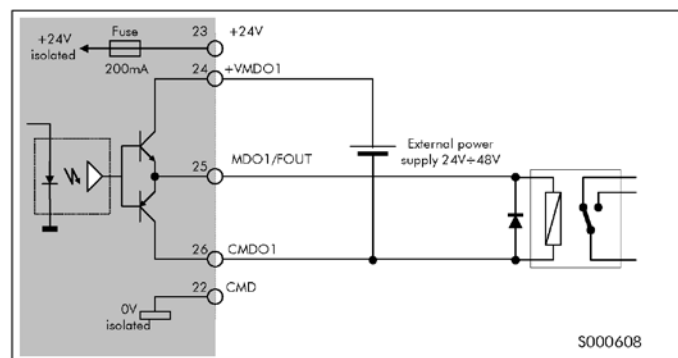 23
+24V
Fuse
+24V
isolated
200mA
24
+VMDO1
External power
supply 24V÷48V
25
MDO1/FOUT
26
CMDO1
22
CMD
0V
isolated
S000608